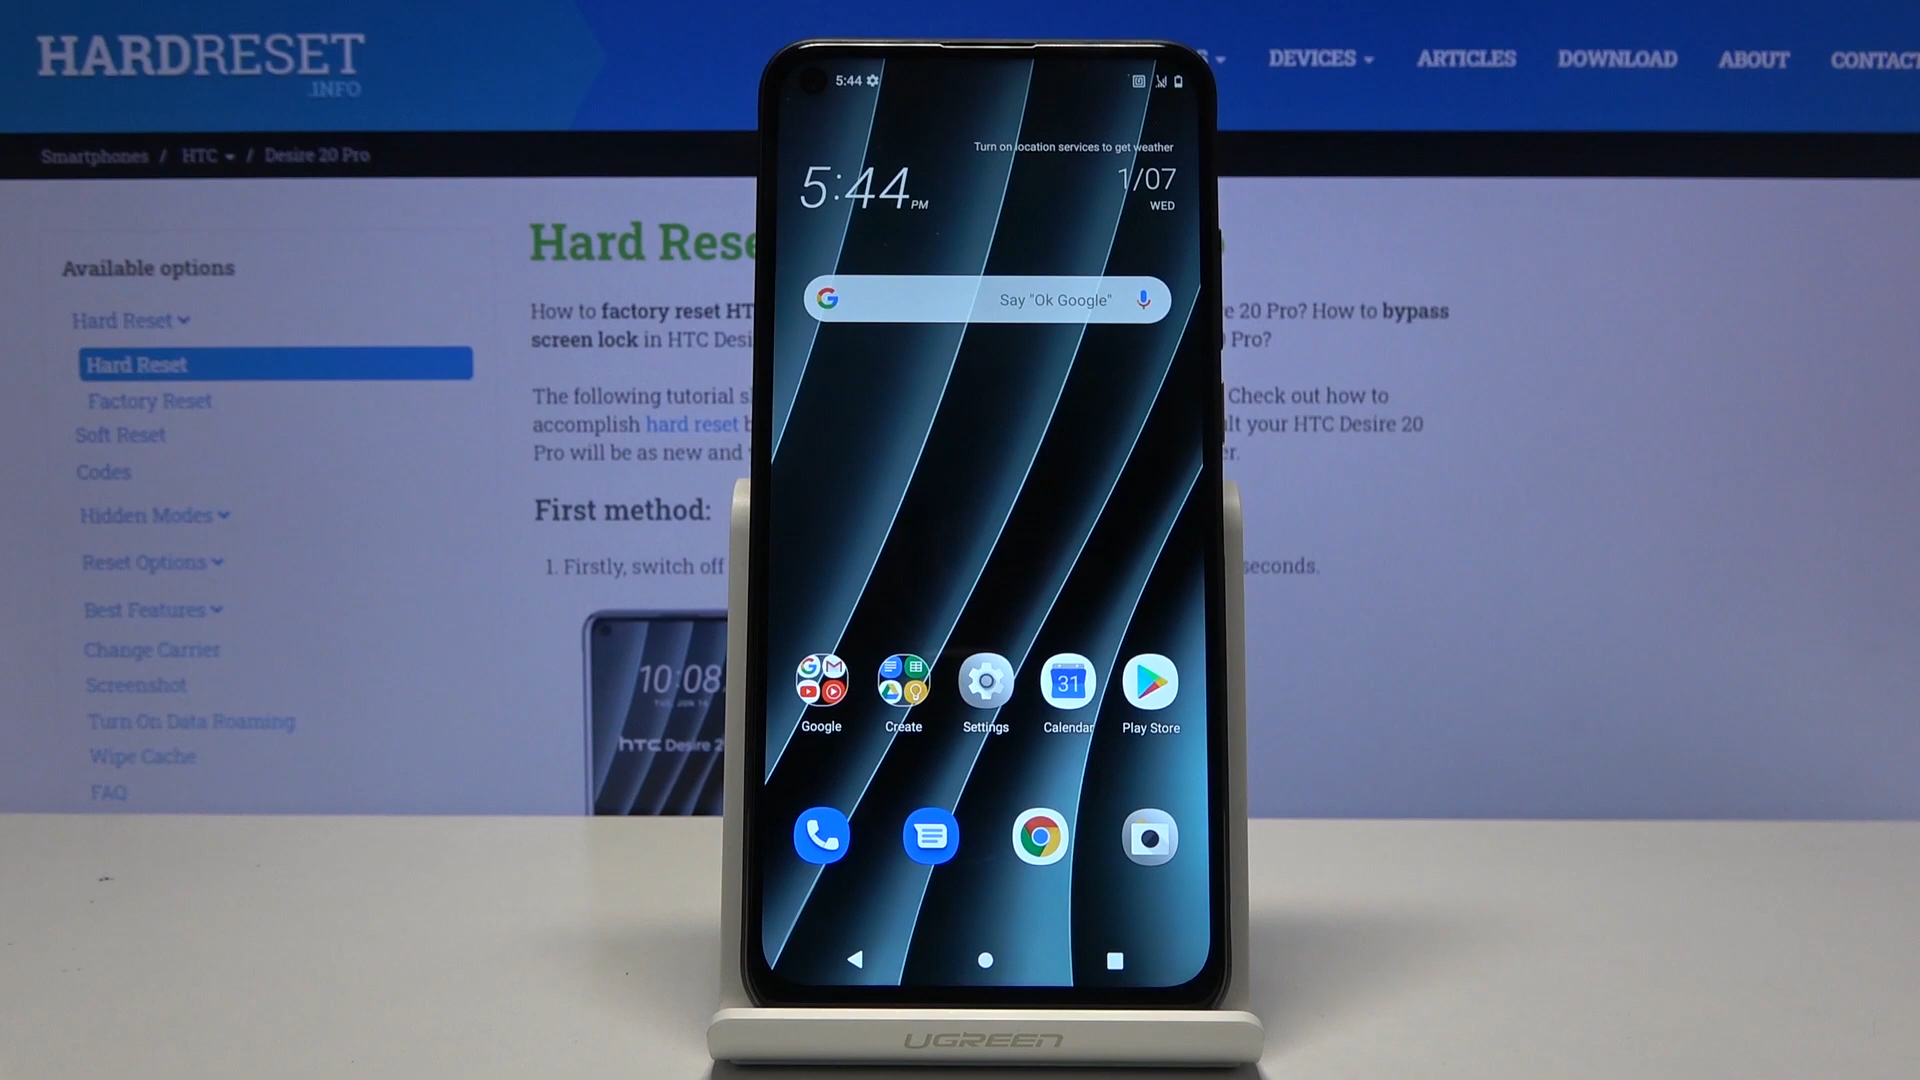 HARDRESET
.INFO
DEVICES
ARTICLES
DOWNLOAD
ABOUT
CONTACT
Smartphones / HTC / Desire 20 Pro
Available options
Hard Reset
Hard Reset
Factory Reset
Soft Reset
Codes
Hidden Modes
Reset Options
Best Features
Change Carrier
Screenshot
Turn On Data Roaming
Wipe Cache
FAQ
Hard Rese
How to factory reset HT
e 20 Pro? How to bypass
screen lock in HTC Desi
Pro?
The following tutorial s
Check out how to
accomplish hard reset b
lt your HTC Desire 20
Pro will be as new and
er.
First method:
1. Firstly, switch off
seconds.
10:08
hTC Desire 2
5:44
Turn on location services to get weather
5:44 PM
1/07
WED
Say "Ok Google"
31
Google
Create
Settings
Calendar
Play Store
UGREEN